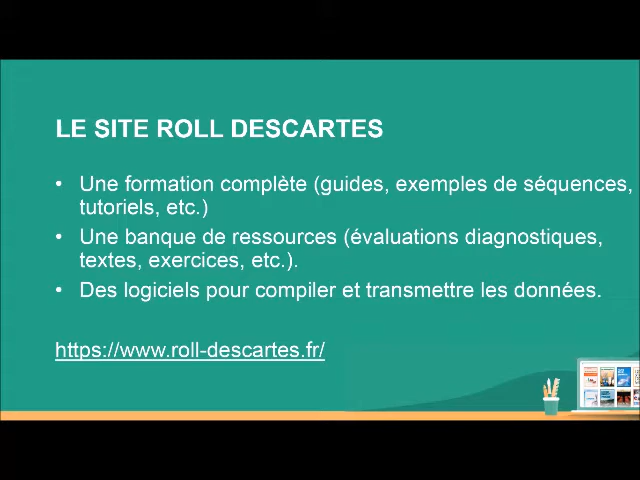 LE SITE ROLL DESCARTES
• Une formation complète (guides, exemples de séquences,
tutoriels, etc.)
• Une banque de ressources (évaluations diagnostiques,
textes, exercices, etc.).
• Des logiciels pour compiler et transmettre les données.
https://www.roll-descartes.fr/